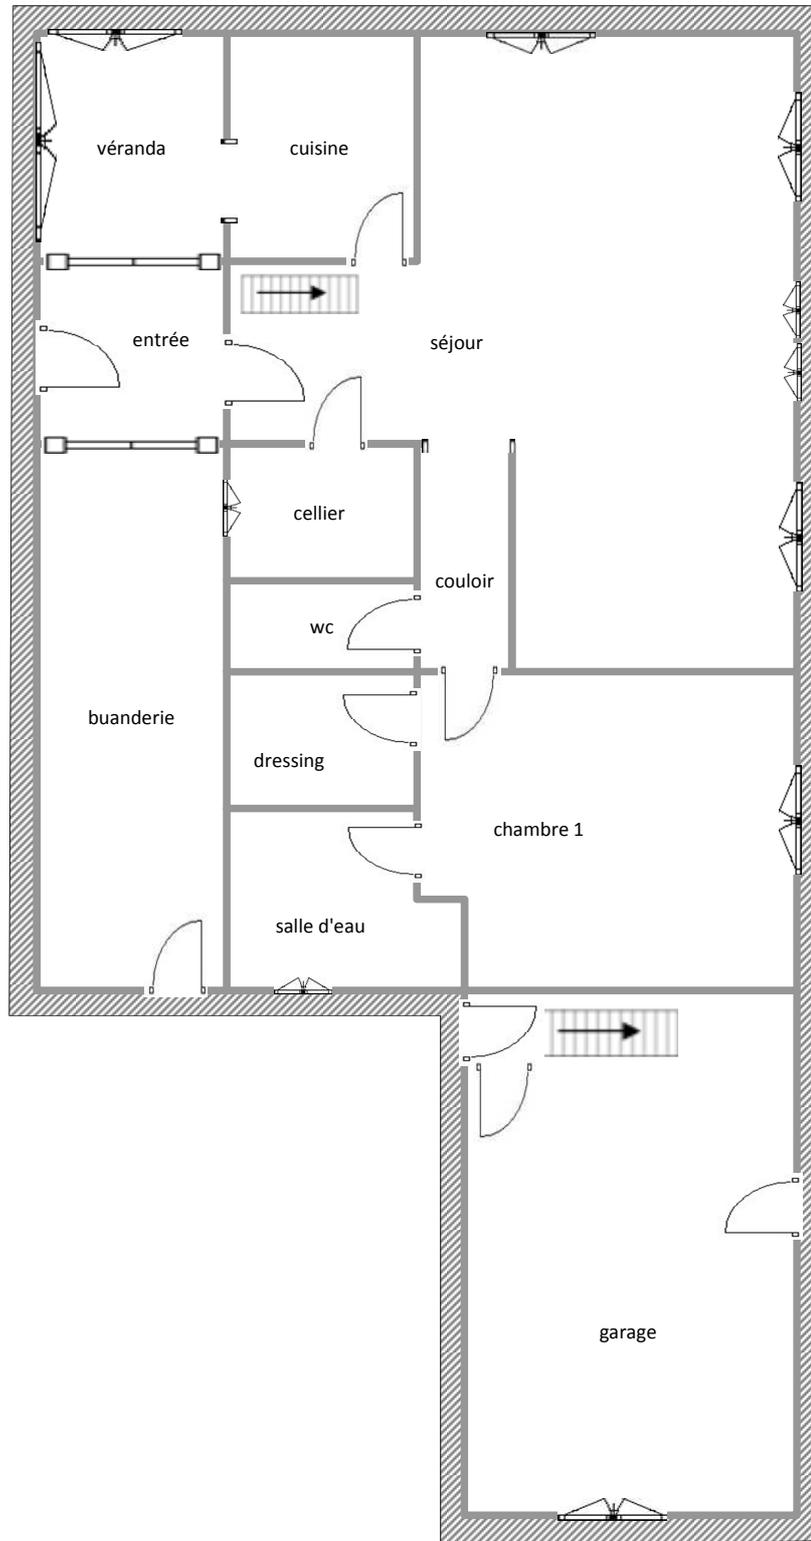 véranda
cuisine
entrée
séjour
cellier
couloir
wc
buanderie
dressing
chambre 1
salle d'eau
garage